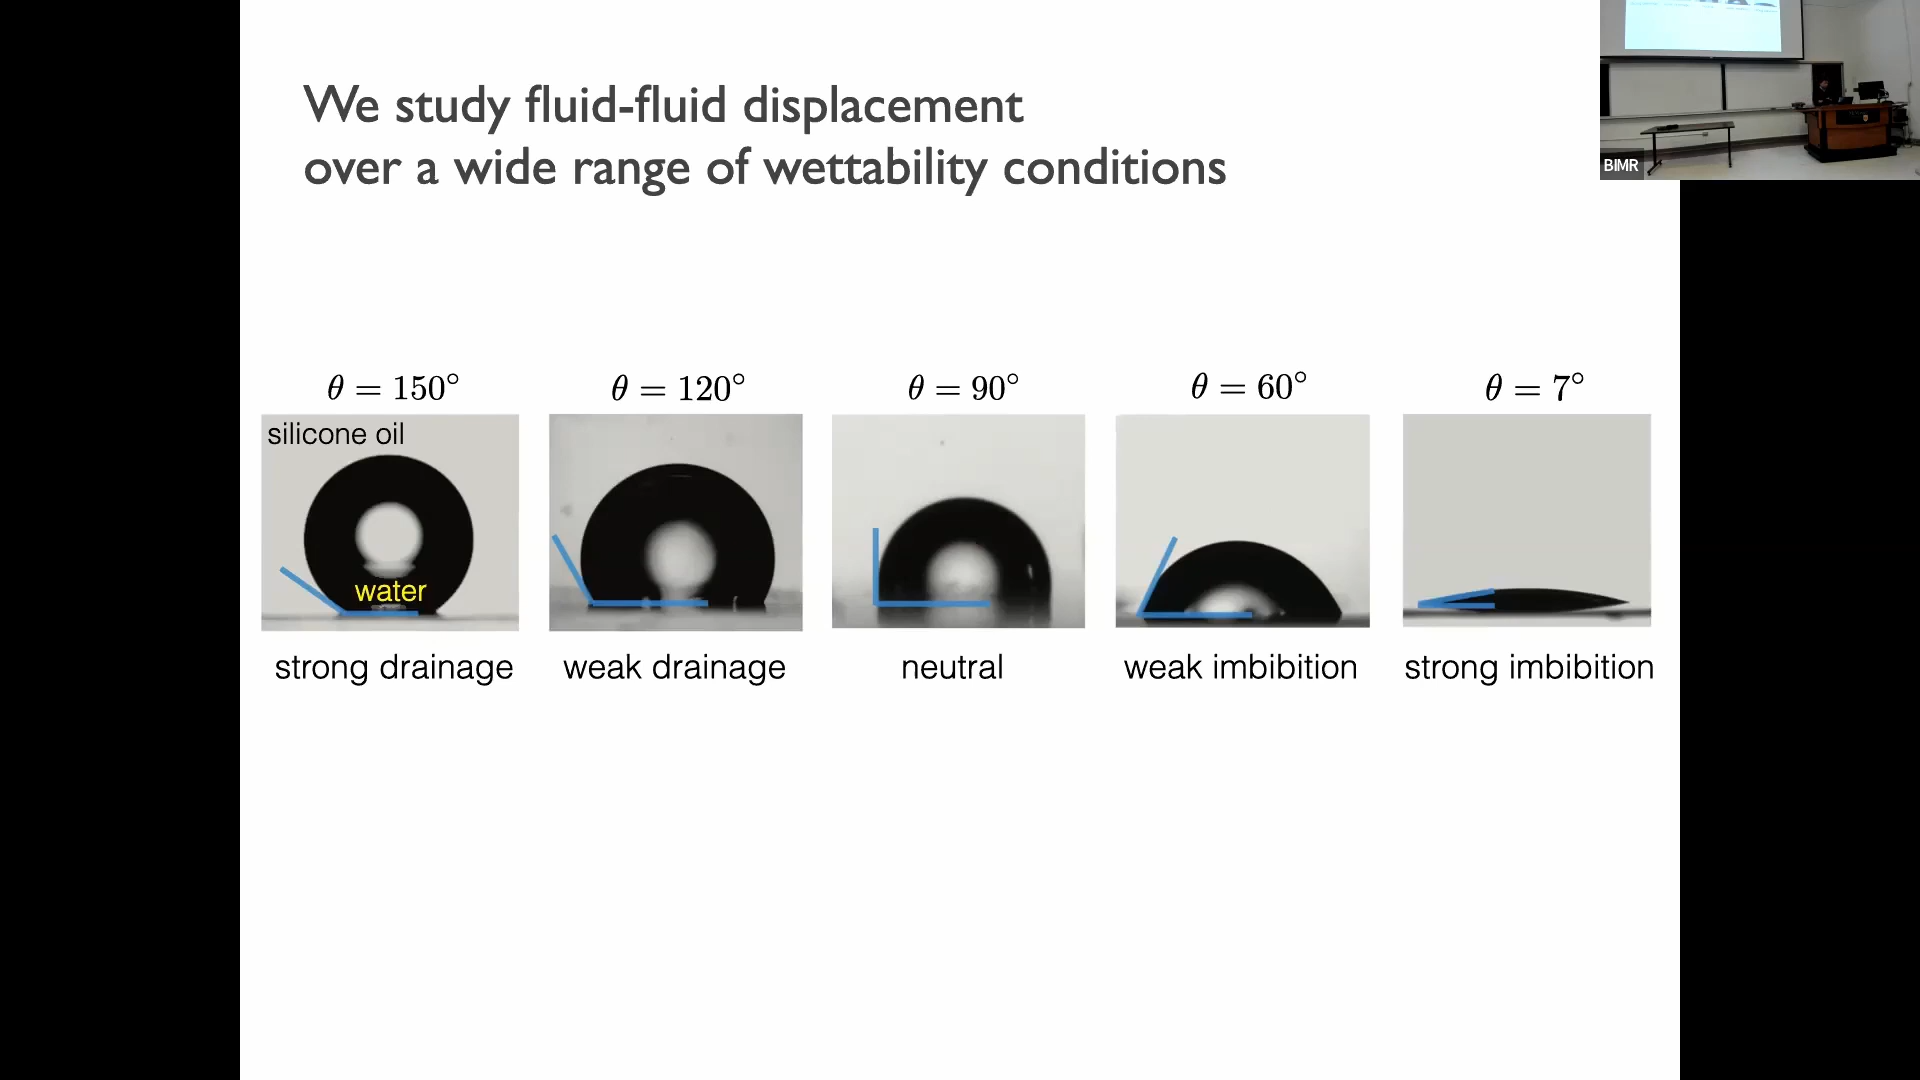 We study fluid-fluid displacement
over a wide range of wettability conditions
BIMR
θ = 150°
θ = 120°
θ = 90°
θ = 60°
θ = 7°
silicone oil
water
strong drainage
weak drainage
neutral
weak imbibition
strong imbibition